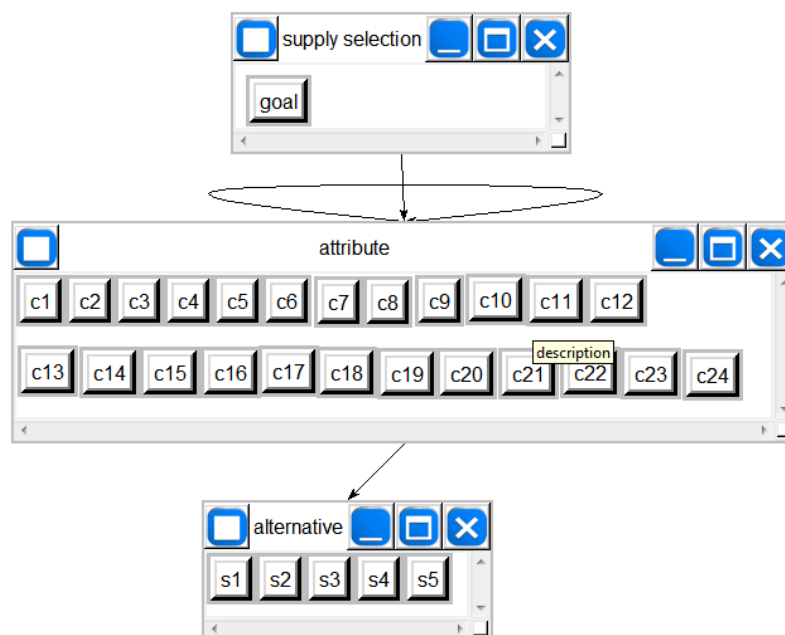 supply selection
goal
attribute
c1 c2 c3 c4 c5 c6 c7 c8 c9 c10 c11 c12
description
c13 c14 c15 c16 c17 c18 c19 c20 c21 c22 c23 c24
alternative
s1 s2 s3 s4 s5